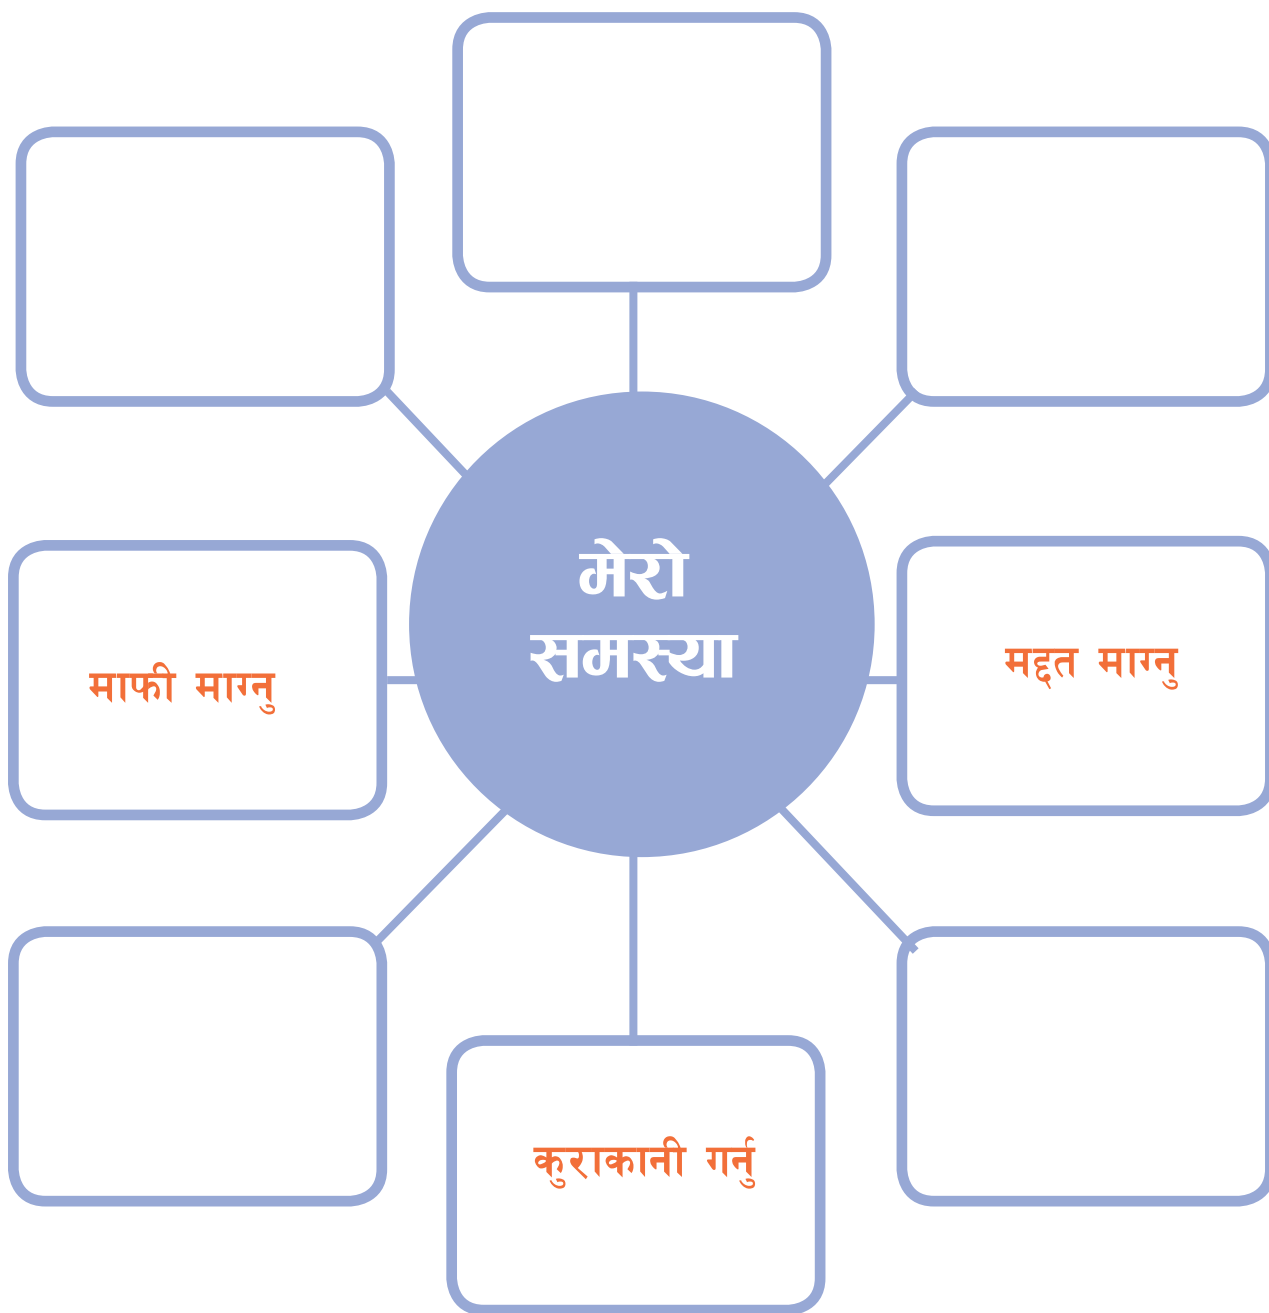 मेरो
समस्या
माफी माग्नु
मद्दत माग्नु
कुराकानी गर्नु